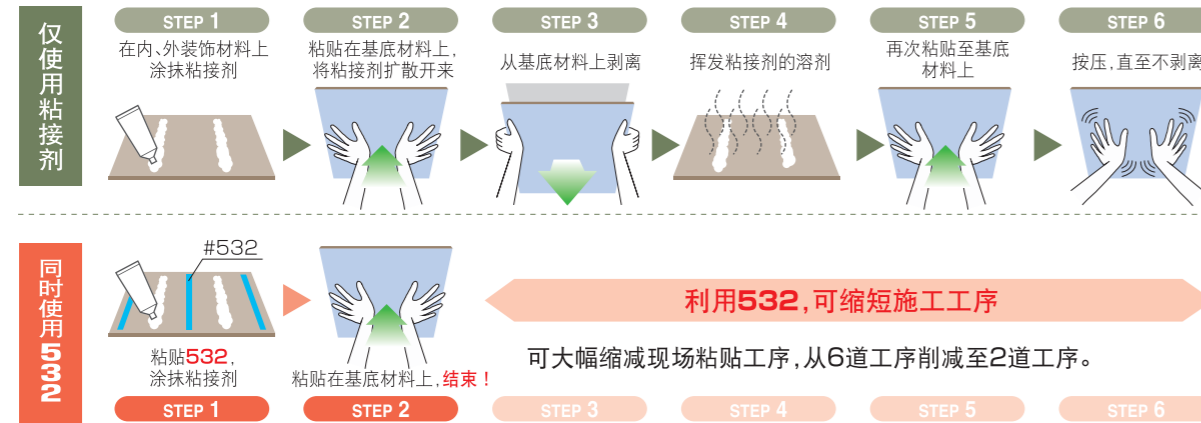 仅使用粘接剂
STEP 1
在内、外装饰材料上
涂抹粘接剂
STEP 2
粘贴在基底材料上，
将粘接剂扩散开来
STEP 3
从基底材料上剥离
STEP 4
挥发粘接剂的溶剂
STEP 5
再次粘贴至基底
材料上
STEP 6
按压，直至不剥离
同时使用532
#532
粘贴532，
涂抹粘接剂
STEP 1
粘贴在基底材料上，结束！
STEP 2
利用532，可缩短施工工序
可大幅缩减现场粘贴工序，从6道工序削减至2道工序。
STEP 3
STEP 4
STEP 5
STEP 6